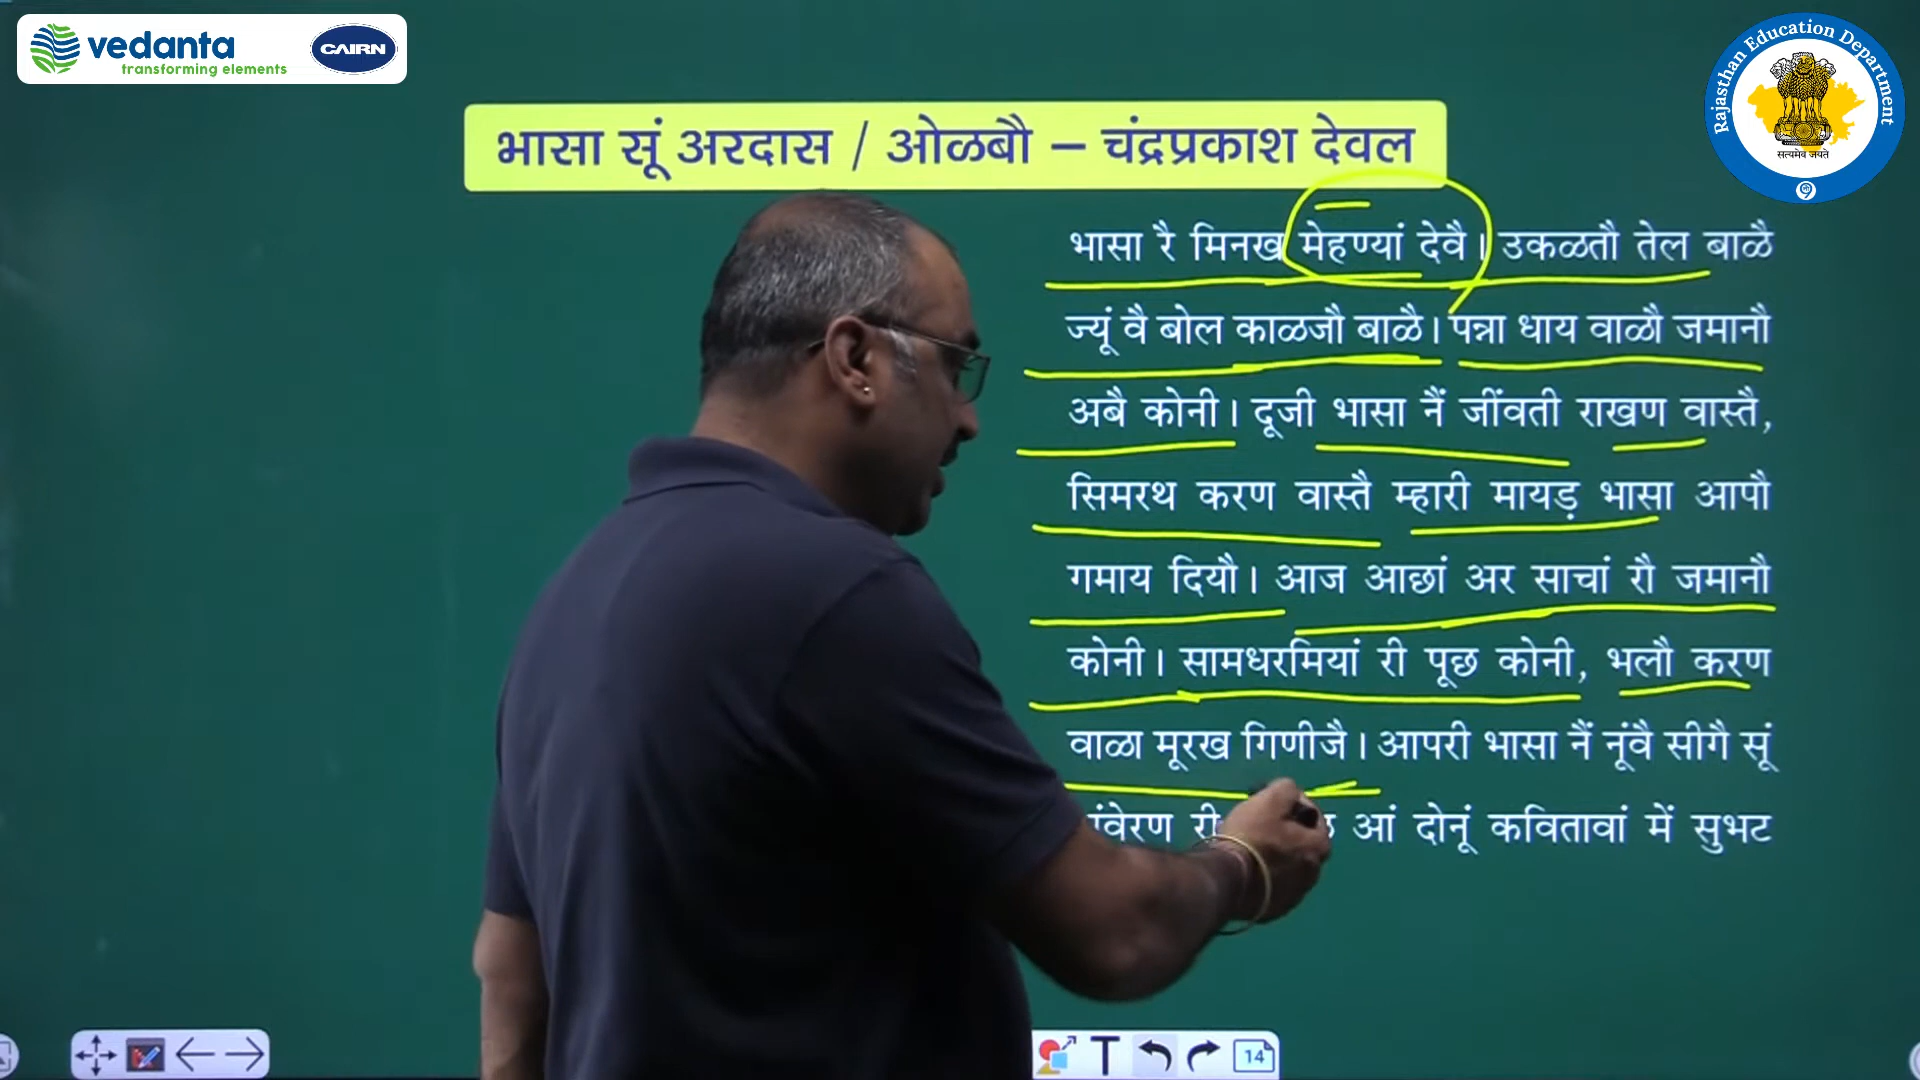 vedanta
transforming elements
CAIRN
Rajasthan Education Department
सत्यमेव जयते
भासा सूं अरदास / ओळबौ – चंद्रप्रकाश देवल
भासा रै मिनख मेहण्यां देवै। उकळतौ तेल बाळै
ज्यूं वै बोल काळजौ बाळै। पन्ना धाय वाळौ जमानौ
अबै कोनी। दूजी भासा नैं जींवती राखण वास्तै,
सिमरथ करण वास्तै म्हारी मायड़ भासा आपौ
गमाय दियौ। आज आछां अर साचां रौ जमानौ
कोनी। सामधरमियां री पूछ कोनी, भलौ करण
वाळा मूरख गिणीजै। आपरी भासा नैं नूंवै सीगै सूं
री आं दोनूं कवितावां में सुभट
T
14